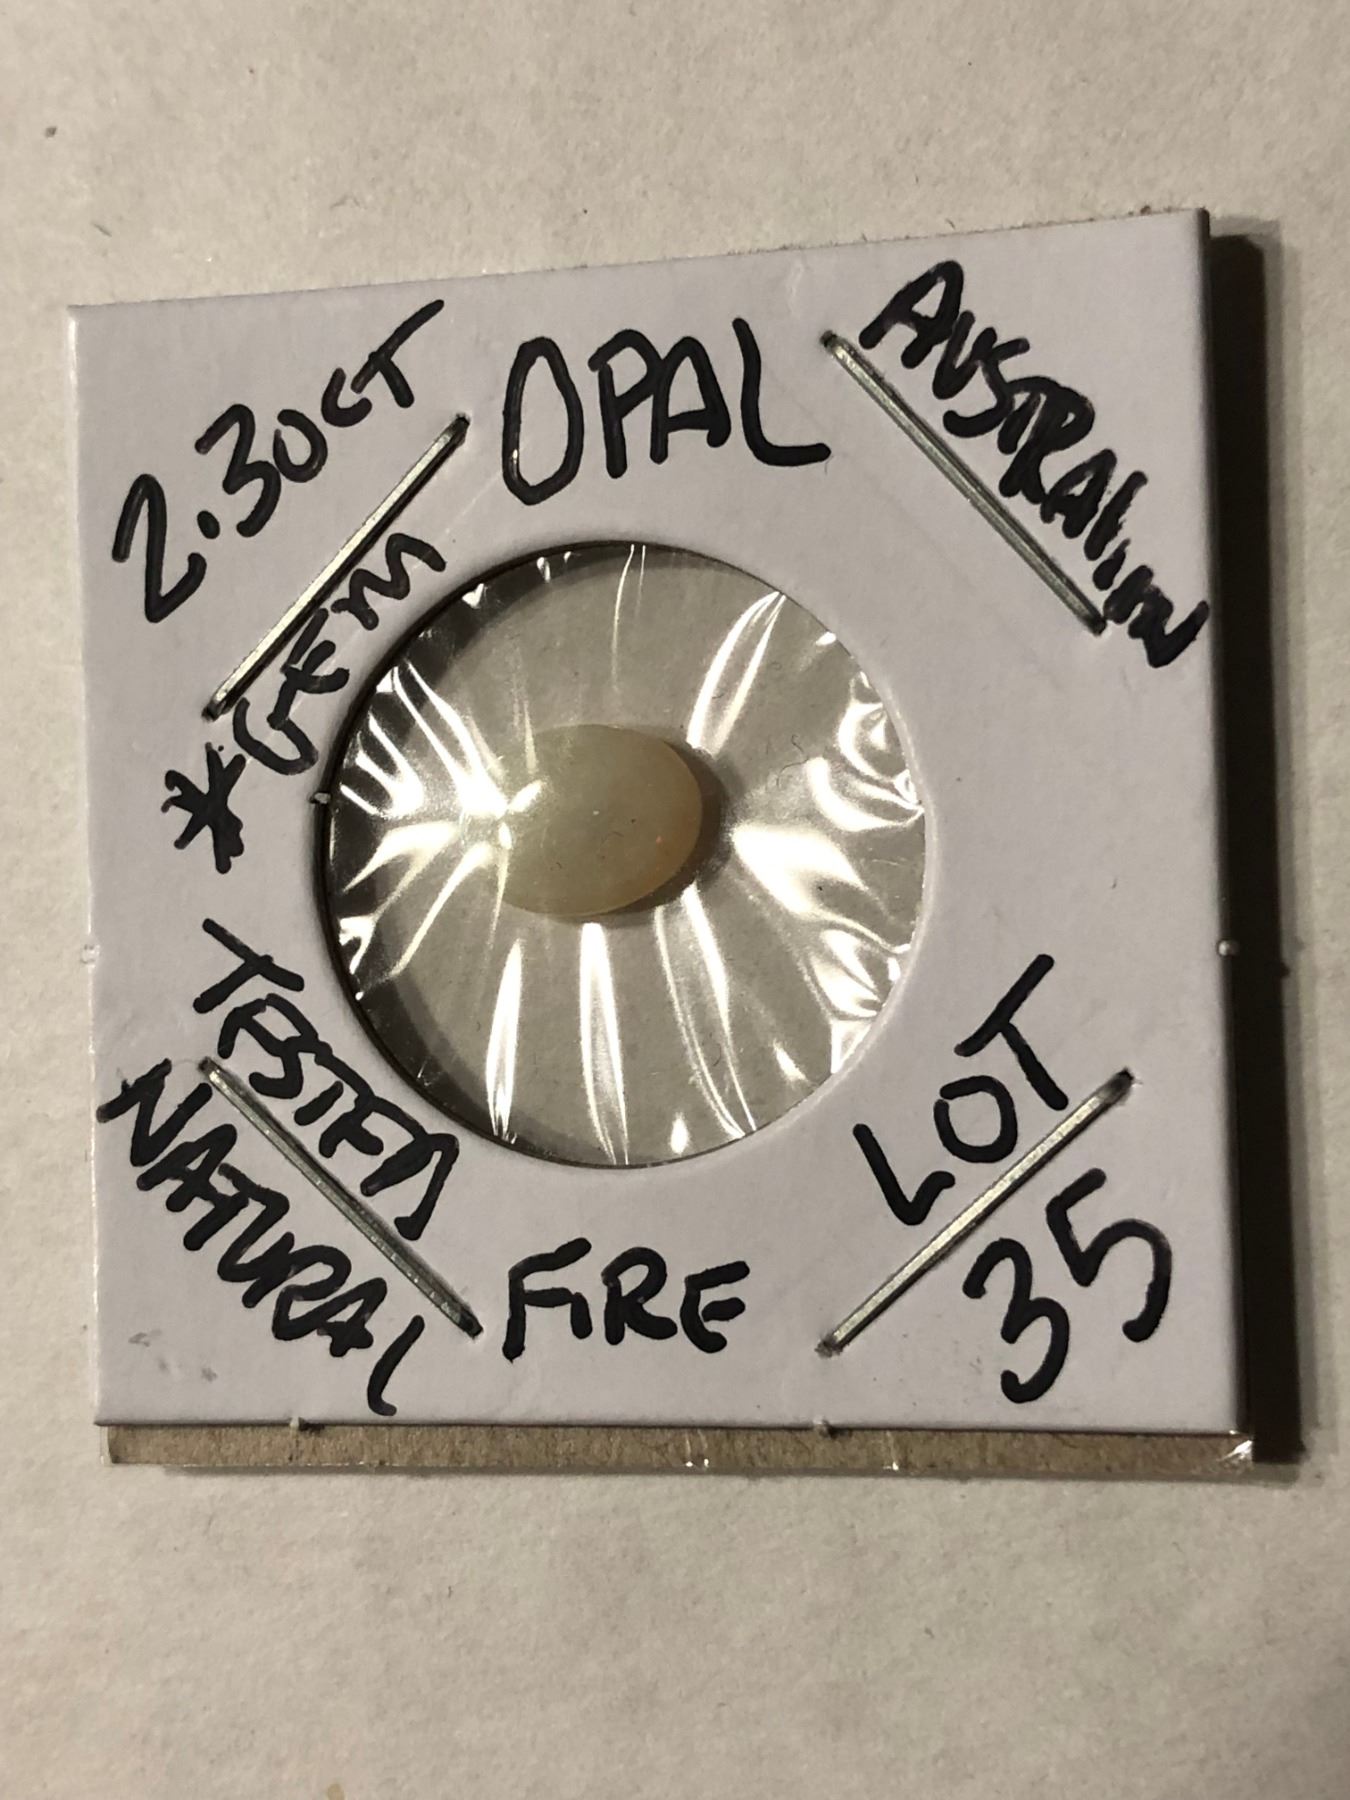 2.30CT
OPAL
AUSTRALIAN
*GEM
TESTED
NATURAL
FIRE
LOT
35